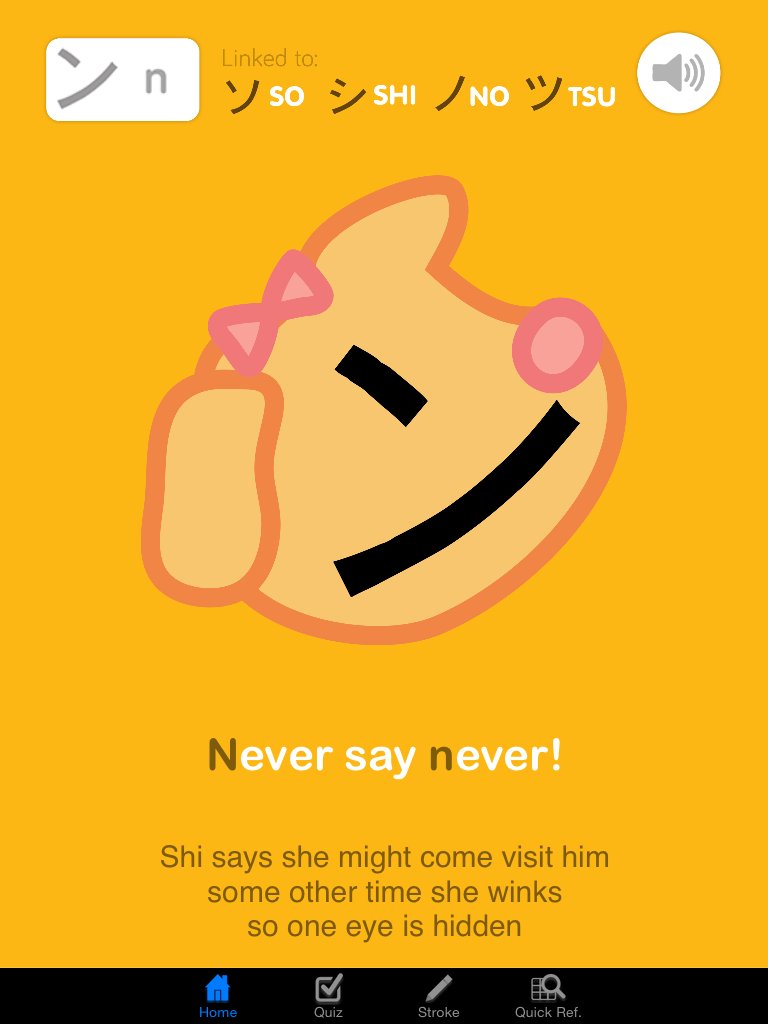 ン n
Linked to:
ソ SO シ SHI ノ NO ツ TSU
Never say never!
Shi says she might come visit him
some other time she winks
so one eye is hidden
Home Quiz Stroke Quick Ref.